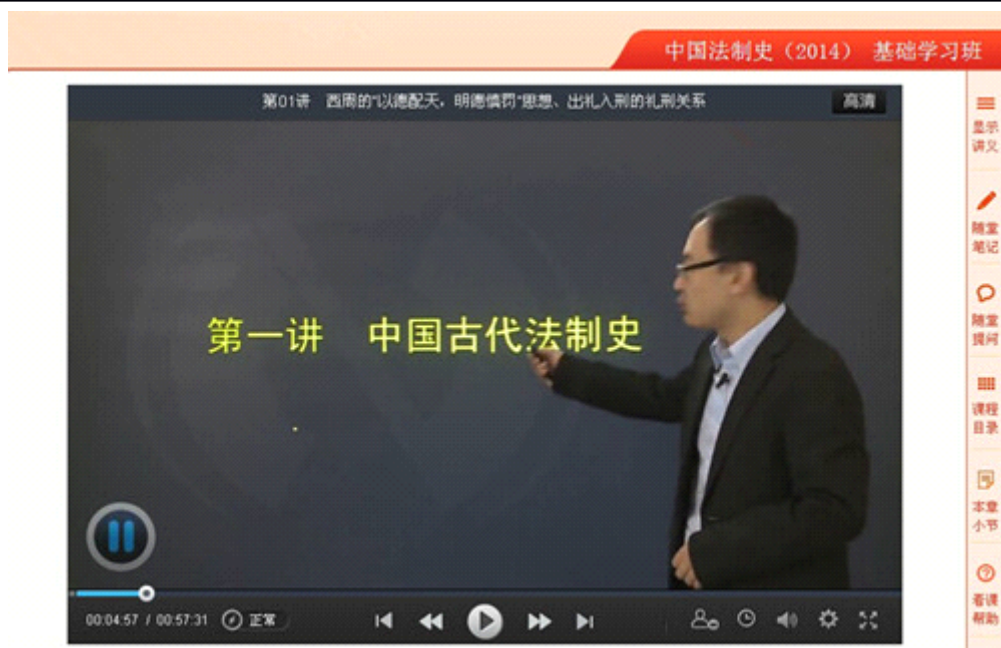 中国法制史（2014） 基础学习班
第01讲 西周的“以德配天，明德慎罚”思想、出礼入刑的礼刑关系
高清
第一讲 中国古代法制史
00:04:57 / 00:57:31
正常
显示
讲义
随堂
笔记
随堂
提问
课程
目录
本章
小节
看课
帮助